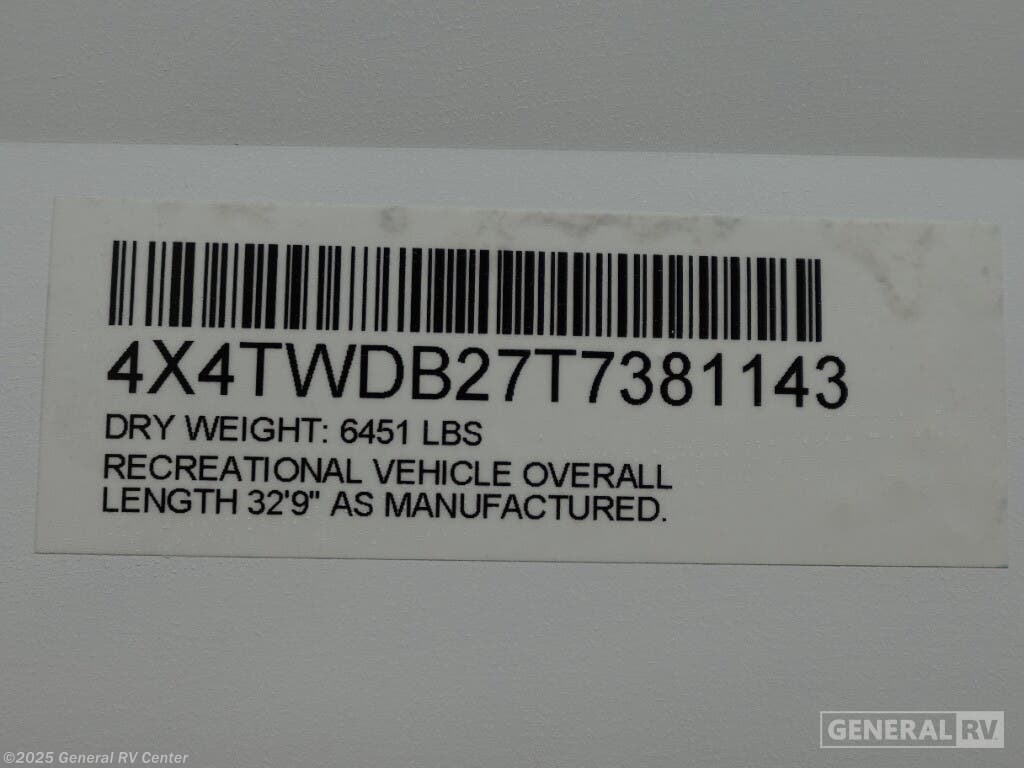 4X4TWDB27T7381143
DRY WEIGHT: 6451 LBS
RECREATIONAL VEHICLE OVERALL
LENGTH 32'9" AS MANUFACTURED.
GENERAL RV
©2025 General RV Center